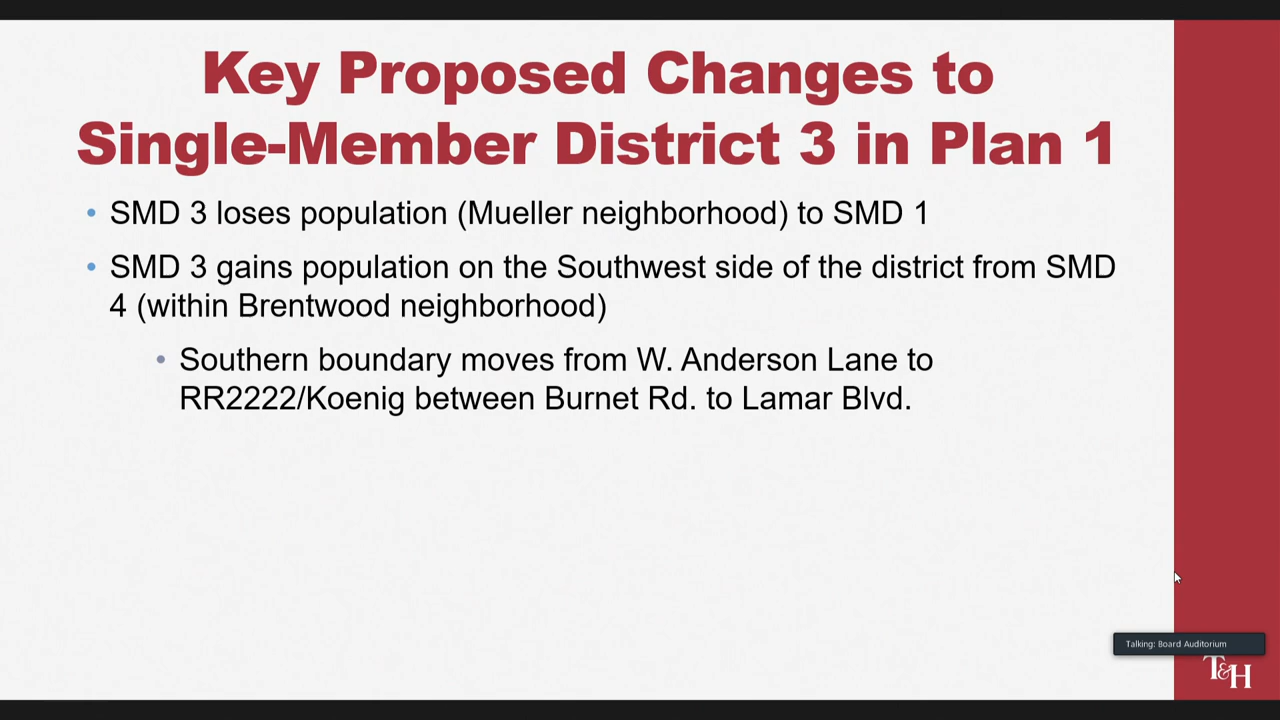 Key Proposed Changes to
Single-Member District 3 in Plan 1
• SMD 3 loses population (Mueller neighborhood) to SMD 1
• SMD 3 gains population on the Southwest side of the district from SMD
4 (within Brentwood neighborhood)
• Southern boundary moves from W. Anderson Lane to
RR2222/Koenig between Burnet Rd. to Lamar Blvd.
Talking: Board Auditorium
T&H